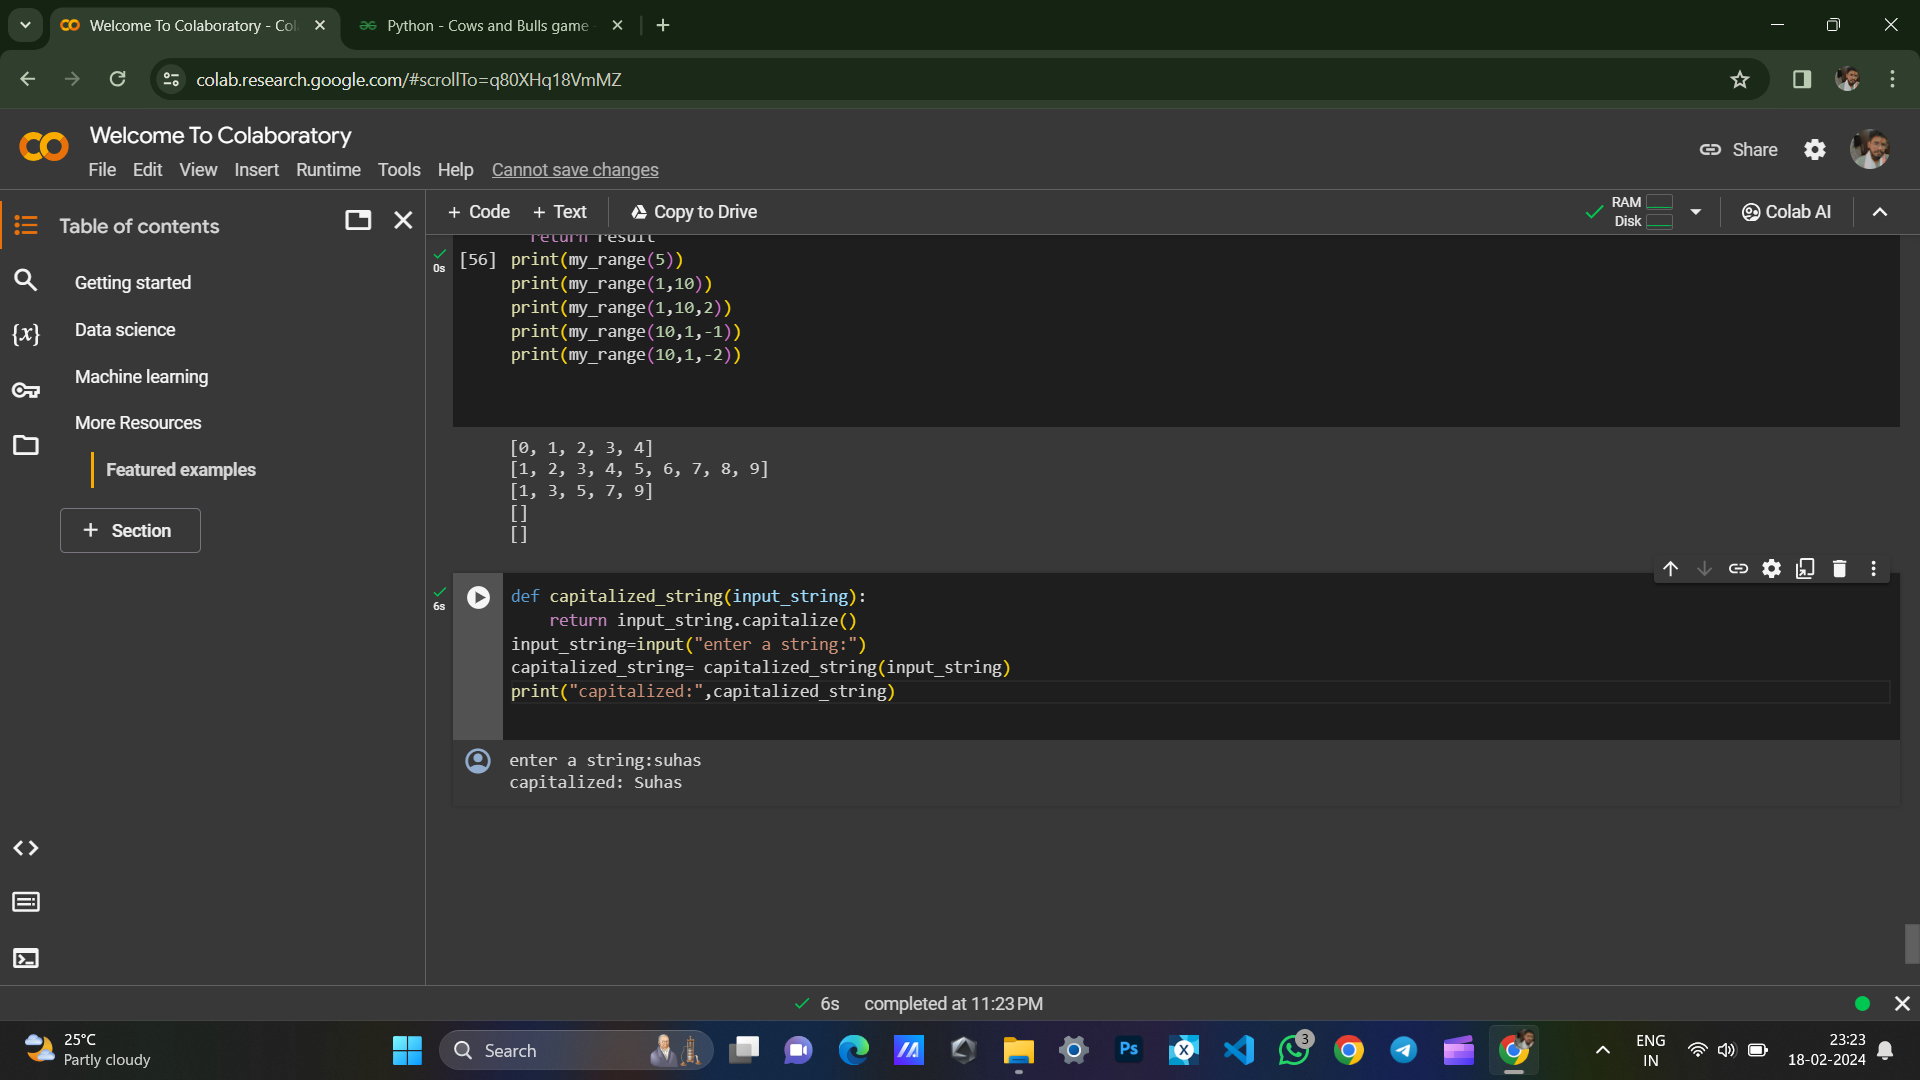 Welcome To Colaboratory - Col
Python - Cows and Bulls game
colab.research.google.com/#scrollTo=q80XHq18VmMZ
Welcome To Colaboratory
File Edit View Insert Runtime Tools Help Cannot save changes
Share
Table of contents
Getting started
Data science
Machine learning
More Resources
Featured examples
+ Section
+ Code + Text Copy to Drive
RAM
Disk
Colab AI
return result
0s
[56] print(my_range(5))
print(my_range(1,10))
print(my_range(1,10,2))
print(my_range(10,1,-1))
print(my_range(10,1,-2))
[0, 1, 2, 3, 4]
[1, 2, 3, 4, 5, 6, 7, 8, 9]
[1, 3, 5, 7, 9]
[]
[]
6s
def capitalized_string(input_string):
return input_string.capitalize()
input_string=input("enter a string:")
capitalized_string= capitalized_string(input_string)
print("capitalized:",capitalized_string)
enter a string:suhas
capitalized: Suhas
6s completed at 11:23 PM
25°C
Partly cloudy
Search
Ps
X
3
ENG
IN
23:23
18-02-2024